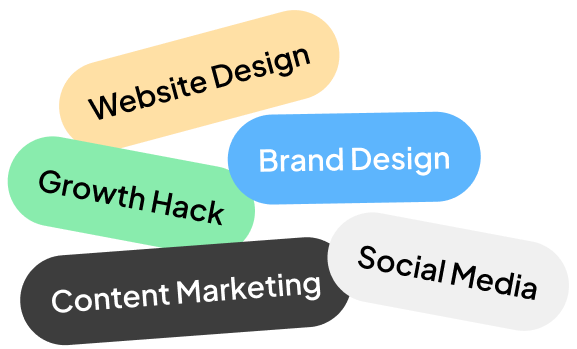 Website Design
Brand Design
Growth Hack
Content Marketing
Social Media